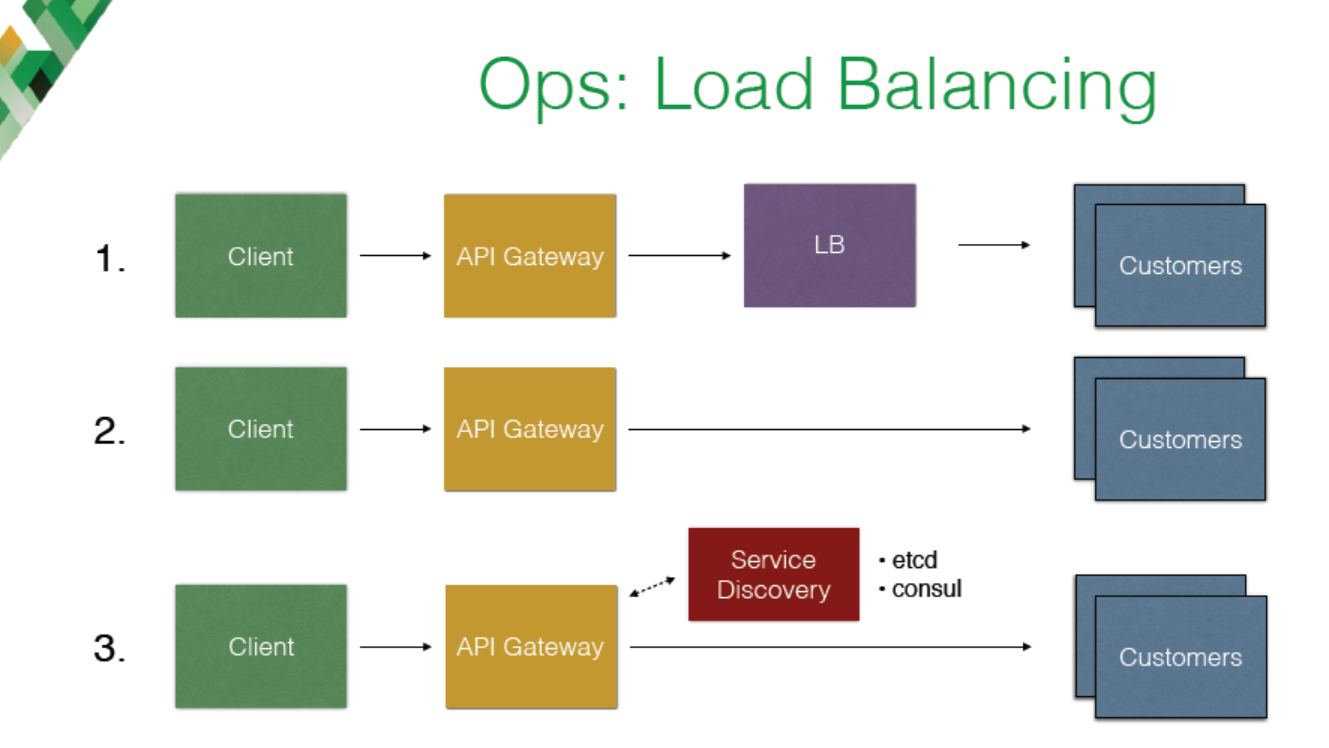 Ops: Load Balancing
1.
Client
API Gateway
LB
Customers
2.
Client
API Gateway
Customers
3.
Client
API Gateway
Service
Discovery
• etcd
• consul
Customers